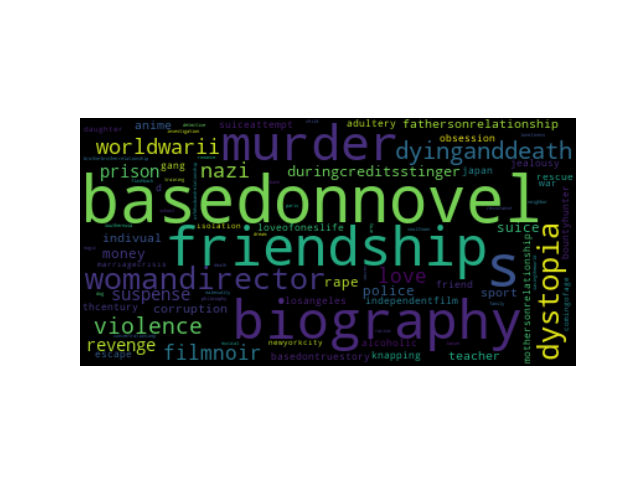 daughter
anime
suiceattempt
adultery
fathersonrelationship
worldwarii
murder
obsession
dyinganddeath
prison
gang
nazi
duringcreditsstinger
japan
jealousy
rescue
war
d
basedonnovel
bountyhunter
isolation
loveofoneslife
suice
indivual
friendship
money
s
dystopia
marriagecrisis
womandirector
rape
love
friend
suspense
police
sport
thcentury
corruption
losangeles
independentfilm
mothersonrelationship
comingofage
violence
biography
revenge
filmnoir
newyorkcity
alcoholic
escape
basedontruestory
knapping
teacher